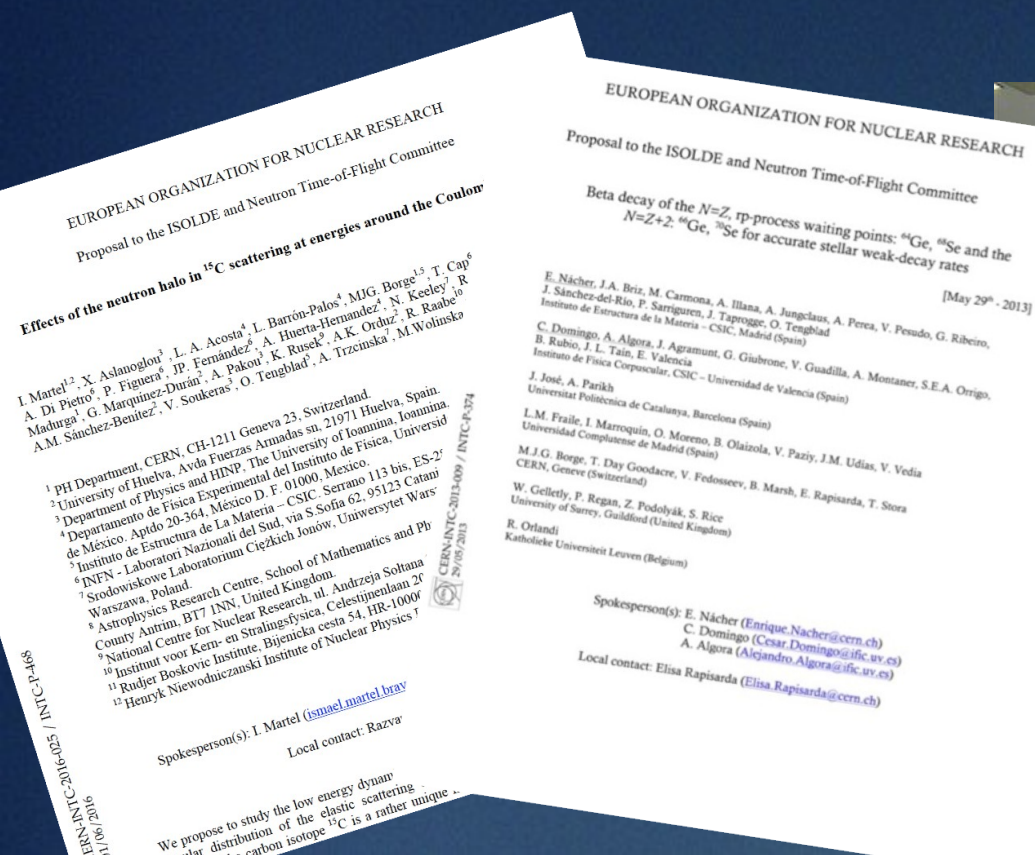 EUROPEAN ORGANIZATION FOR NUCLEAR RESEARCH
Proposal to the ISOLDE and Neutron Time-of-Flight Committee
Effects of the neutron halo in ¹⁵C scattering at energies around the Coulom
I. Martel¹,², X. Aslanoglou³, L. A. Acosta⁴, L. Barrón-Palos⁴, MJG. Borge¹,⁵, T. Cap⁶
A. Di Pietro⁶, P. Figuera⁶, JP. Fernández⁶, A. Huerta-Hernandez⁴, N. Keeley⁷, R
Madurga¹, G. Marquinez-Durán², A. Pakou³, K. Rusek⁹, A.K. Orduz², R. Raabe¹⁰
A.M. Sánchez-Benítez², V. Soukeras³, O. Tengblad⁵, A. Trzcinska⁷, M.Wolinska
¹ PH Department, CERN, CH-1211 Geneva 23, Switzerland.
² University of Huelva, Avda Fuerzas Armadas sn, 21971 Huelva, Spain.
³ Department of Physics and HINP, The University of Ioannina, Ioannina.
⁴ Departamento de Fisica Experimental del Instituto de Física, Universid
de México. Aptdo 20-364, México D. F. 01000, Mexico.
⁵ Instituto de Estructura de La Materia – CSIC. Serrano 113 bis, ES-28
⁶ INFN - Laboratori Nazionali del Sud, via S.Sofia 62, 95123 Catani
⁷ Srodowiskowe Laboratorium Ciężkich Jonów, Uniwersytet Wars
Warszawa, Poland.
⁸ Astrophysics Research Centre, School of Mathematics and Ph
County Antrim, BT7 1NN, United Kingdom.
⁹ National Centre for Nuclear Research, ul. Andrzeja Soltana
¹⁰ Instituut voor Kern- en Stralingsfysica, Celestijnenlaan 20
¹¹ Rudjer Boskovic Institute, Bijenicka cesta 54, HR-1000
¹² Henryk Niewodniczanski Institute of Nuclear Physics
Spokesperson(s): I. Martel (ismael.martel.brav
Local contact: Razva
We propose to study the low energy dynam
lar distribution of the elastic scattering
carbon isotope ¹⁵C is a rather unique
ERN-INTC-2016-025 / INTC-P-468
01/06/2016
EUROPEAN ORGANIZATION FOR NUCLEAR RESEARCH
Proposal to the ISOLDE and Neutron Time-of-Flight Committee
Beta decay of the N=Z, rp-process waiting points: ⁶⁴Ge, ⁶⁸Se and the
N=Z+2: ⁶⁶Ge, ⁷⁰Se for accurate stellar weak-decay rates
[May 29ᵗʰ - 2013]
E. Nácher, J.A. Briz, M. Carmona, A. Illana, A. Jungclaus, A. Perea, V. Pesudo, G. Ribeiro,
J. Sánchez-del-Río, P. Sarriguren, J. Taprogge, O. Tengblad
Instituto de Estructura de la Materia – CSIC, Madrid (Spain)
C. Domingo, A. Algora, J. Agramunt, G. Giubrone, V. Guadilla, A. Montaner, S.E.A. Orrigo,
B. Rubio, J. L. Taín, E. Valencia
Instituto de Física Corpuscular, CSIC – Universidad de Valencia (Spain)
J. José, A. Parikh
Universitat Politècnica de Catalunya, Barcelona (Spain)
L.M. Fraile, I. Marroquin, O. Moreno, B. Olaizola, V. Paziy, J.M. Udías, V. Vedia
Universidad Complutense de Madrid (Spain)
M.J.G. Borge, T. Day Goodacre, V. Fedosseev, B. Marsh, E. Rapisarda, T. Stora
CERN, Geneve (Switzerland)
W. Gelletly, P. Regan, Z. Podolyák, S. Rice
University of Surrey, Guildford (United Kingdom)
R. Orlandi
Katholieke Universiteit Leuven (Belgium)
Spokesperson(s): E. Nácher (Enrique.Nacher@cern.ch)
C. Domingo (Cesar.Domingo@ific.uv.es)
A. Algora (Alejandro.Algora@ific.uv.es)
Local contact: Elisa Rapisarda (Elisa.Rapisarda@cern.ch)
CERN-INTC-2013-009 / INTC-P-374
29/05/2013